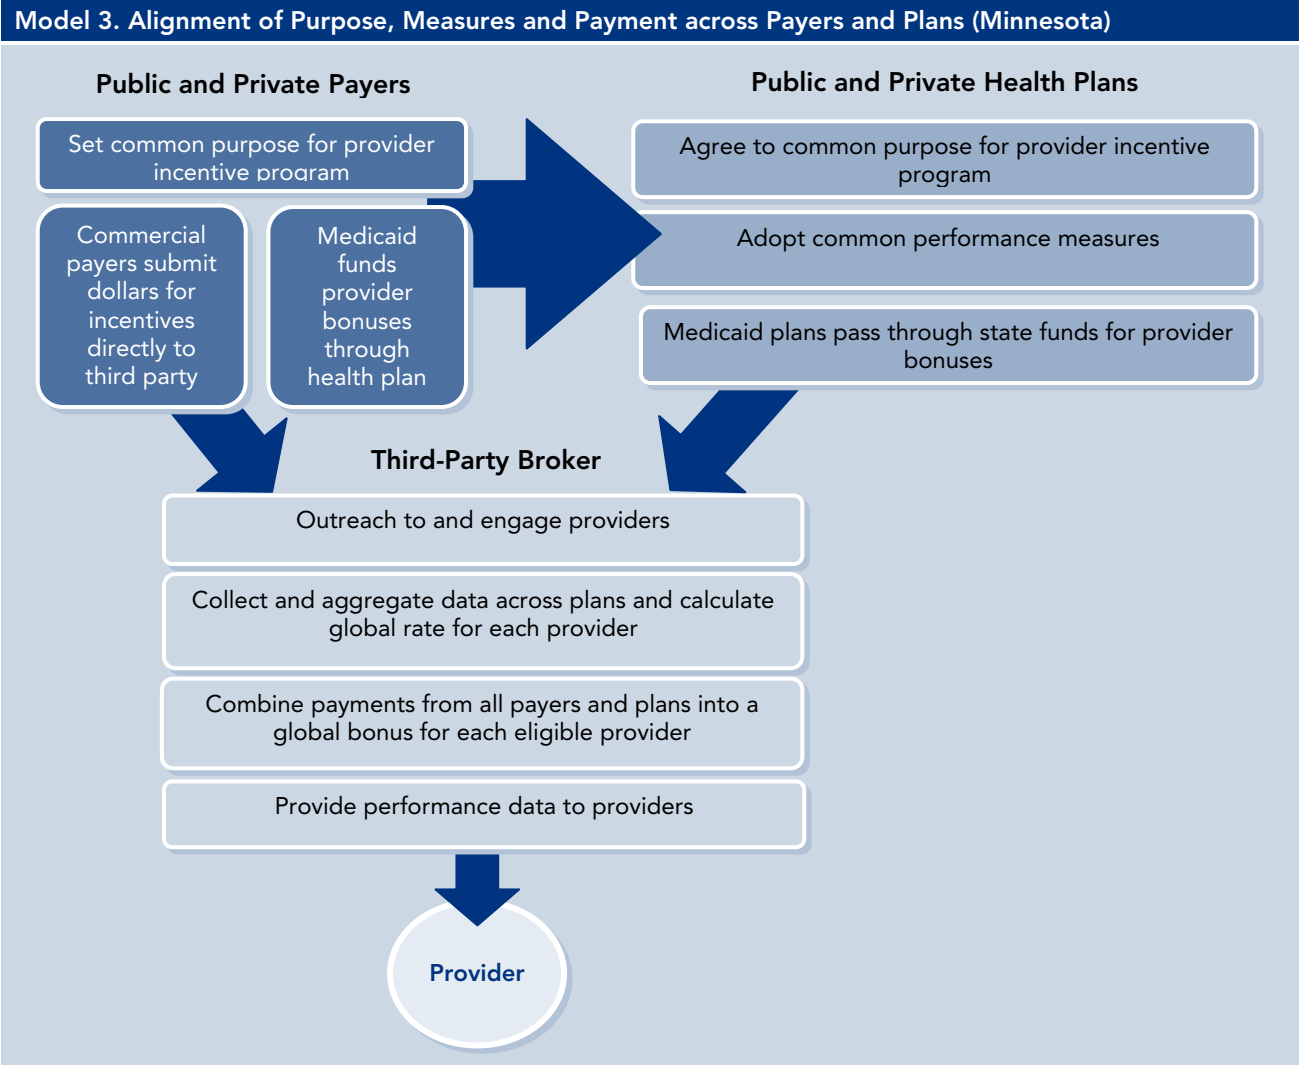 Model 3. Alignment of Purpose, Measures and Payment across Payers and Plans (Minnesota)
Public and Private Payers
Set common purpose for provider
incentive program
Commercial
payers submit
dollars for
incentives
directly to
third party
Medicaid
funds
provider
bonuses
through
health plan
Public and Private Health Plans
Agree to common purpose for provider incentive
program
Adopt common performance measures
Medicaid plans pass through state funds for provider
bonuses
Third-Party Broker
Outreach to and engage providers
Collect and aggregate data across plans and calculate
global rate for each provider
Combine payments from all payers and plans into a
global bonus for each eligible provider
Provide performance data to providers
Provider